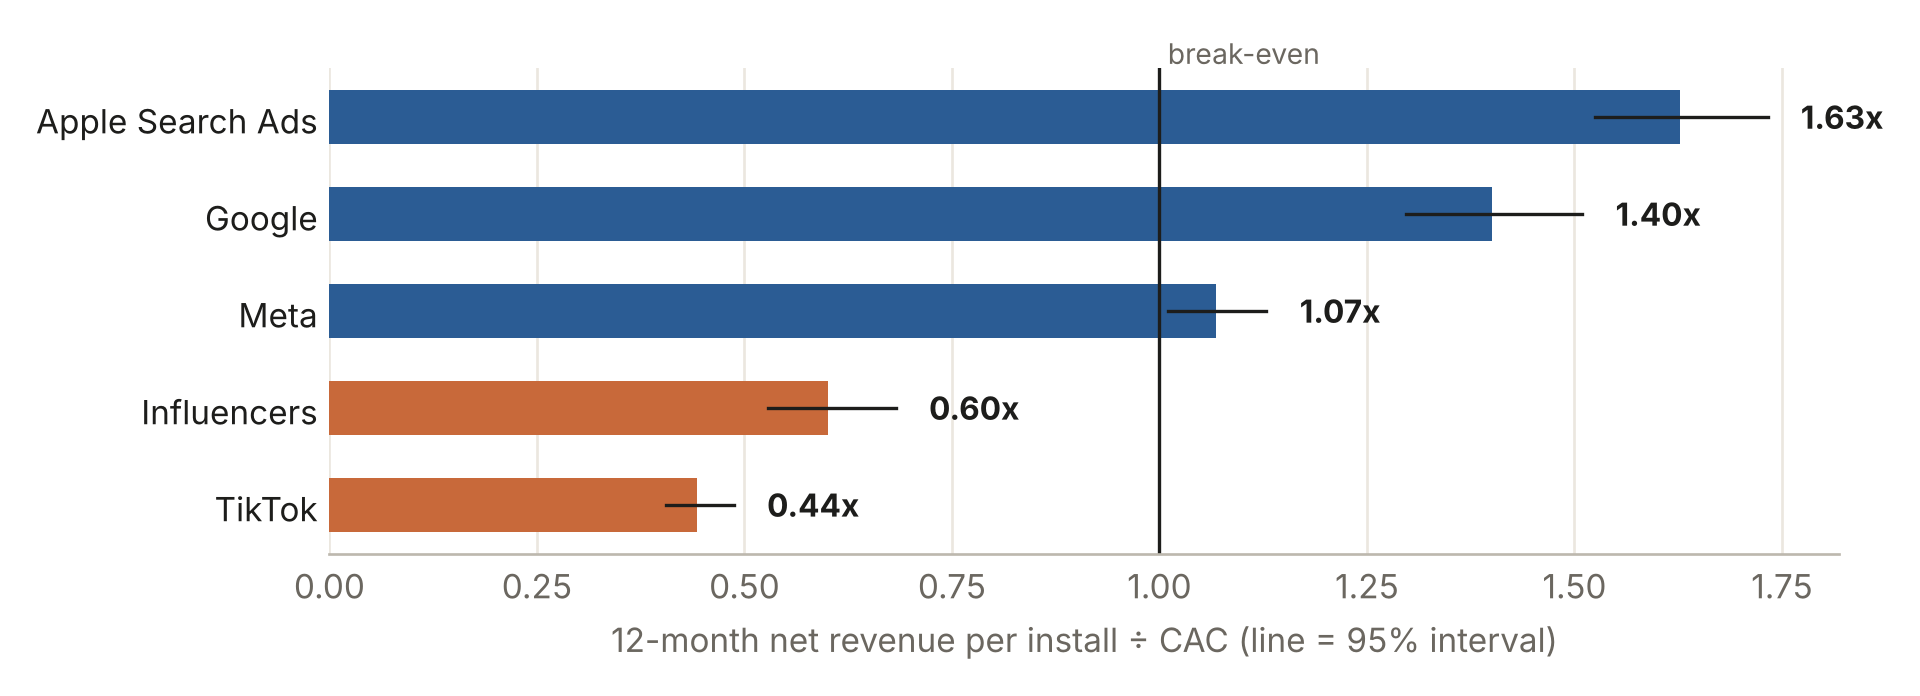 break-even
Apple Search Ads 1.63x
Google 1.40x
Meta 1.07x
Influencers 0.60x
TikTok 0.44x
0.00 0.25 0.50 0.75 1.00 1.25 1.50 1.75
12-month net revenue per install ÷ CAC (line = 95% interval)